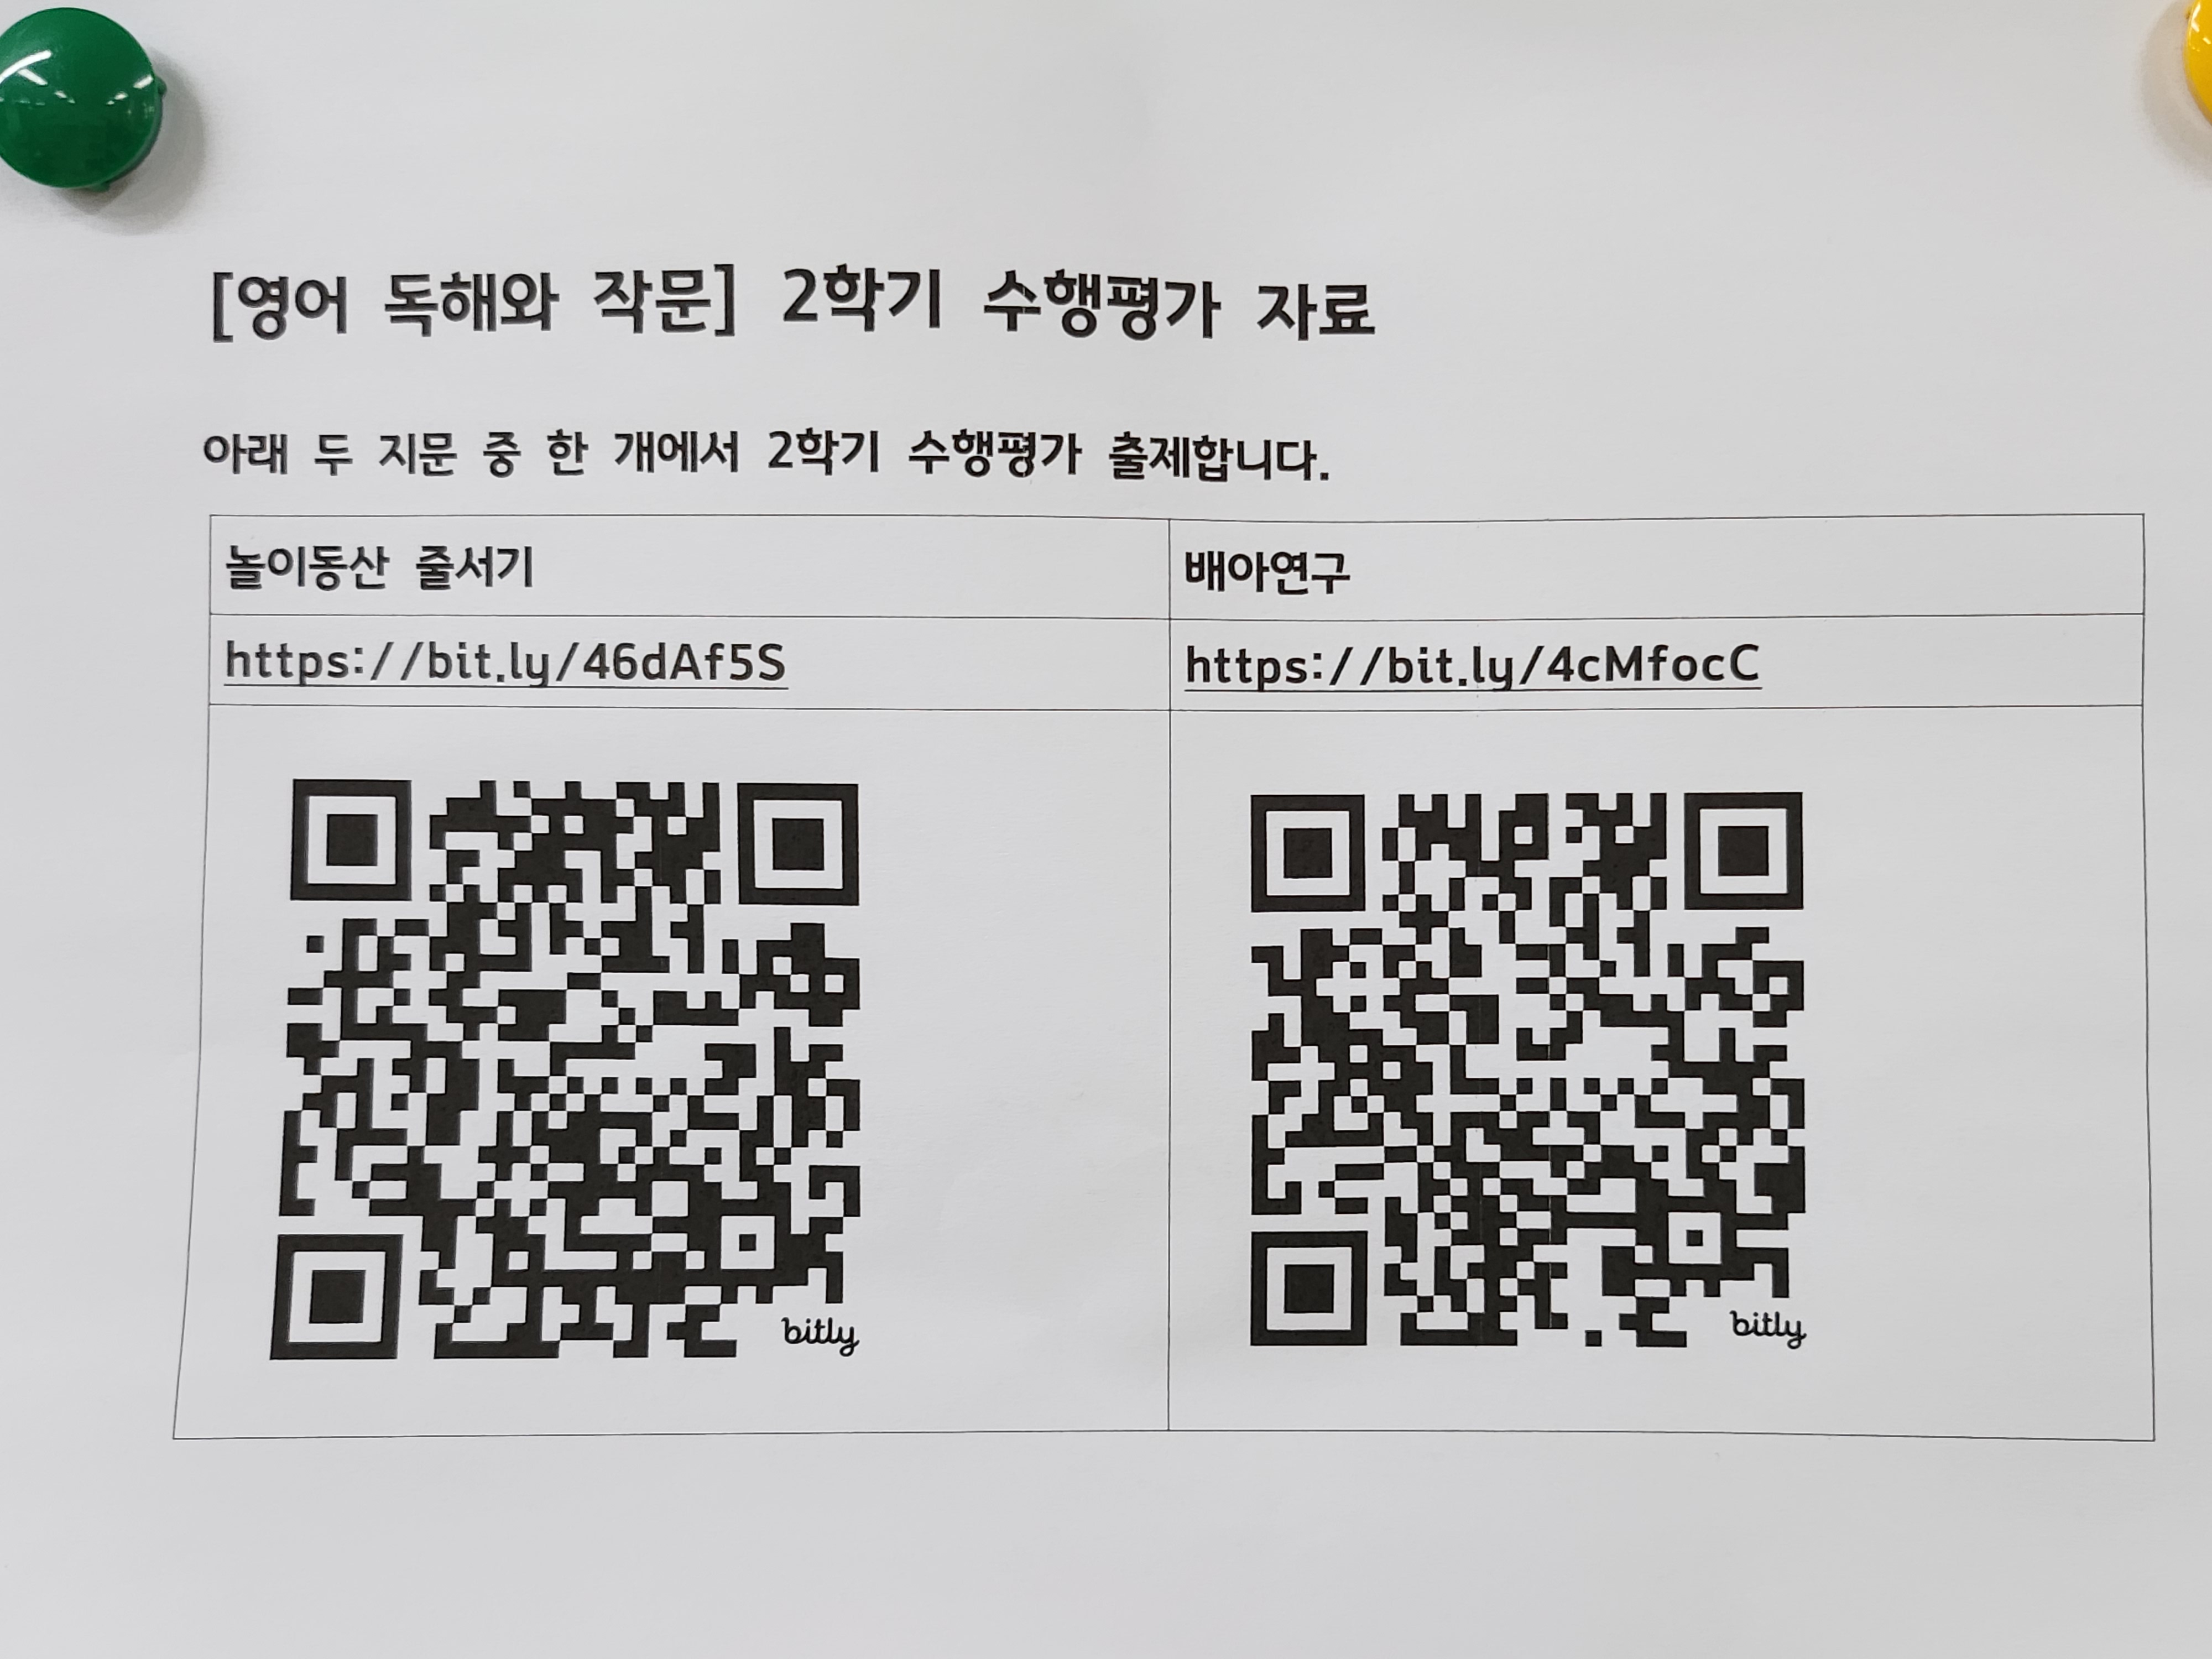 [영어 독해와 작문] 2학기 수행평가 자료
아래 두 지문 중 한 개에서 2학기 수행평가 출제합니다.
놀이동산 줄서기
배아연구
https://bit.ly/46dAf5S
https://bit.ly/4cMfocC
bitly
bitly